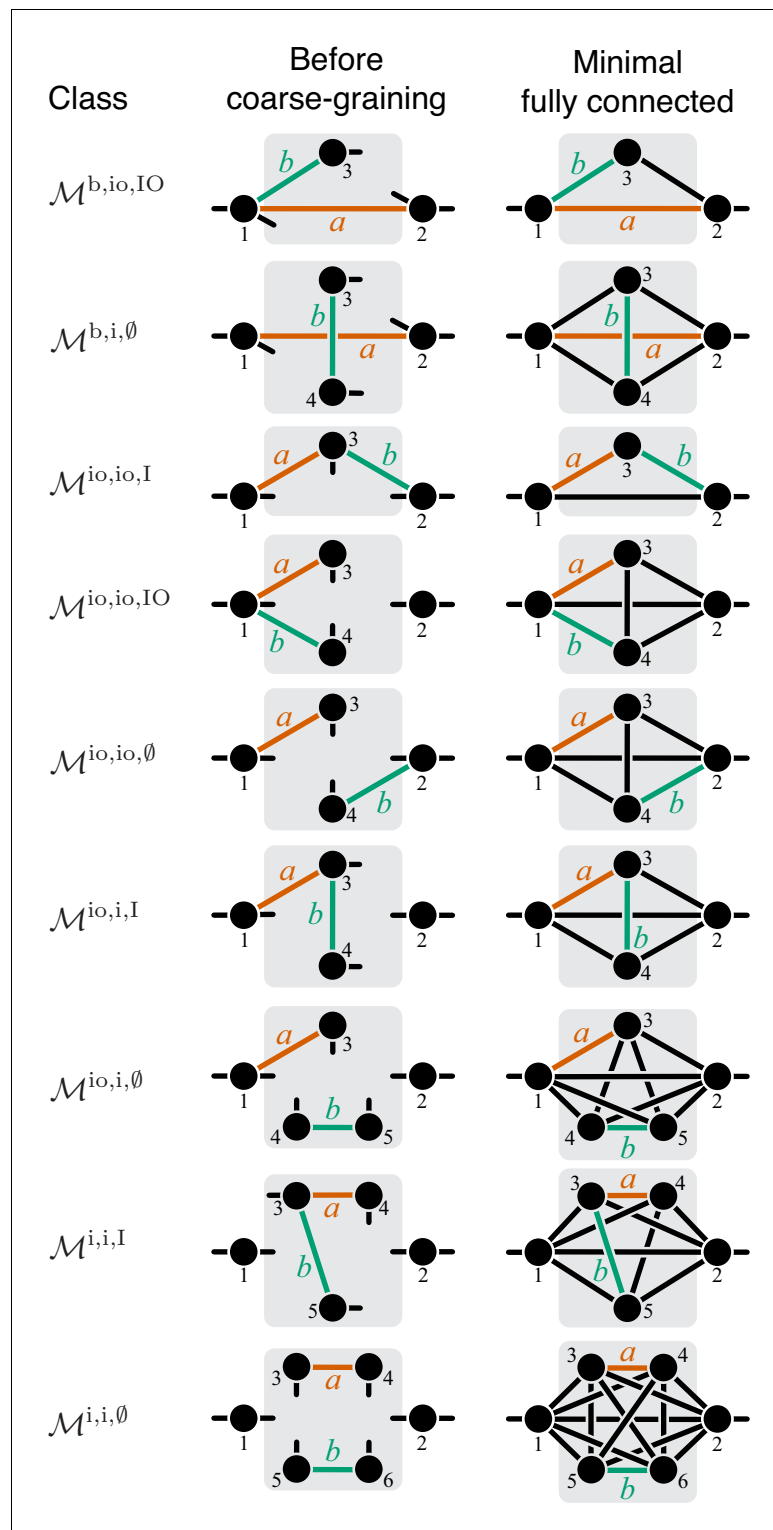 Class Before coarse-graining Minimal fully connected
ℳ^{b,io,IO} b 3 1 a 2 b 3 1 a 2
ℳ^{b,i,∅} 3 b 1 a 2 4 3 b 1 a 2 4
ℳ^{io,io,I} a 3 b 1 2 a 3 b 1 2
ℳ^{io,io,IO} a 3 1 b 4 2 a 3 1 b 4 2
ℳ^{io,io,∅} a 3 1 4 b 2 a 3 1 4 b 2
ℳ^{io,i,I} a 3 b 1 4 2 a 3 1 b 4 2
ℳ^{io,i,∅} a 3 1 2 4 b 5 a 3 1 2 4 b 5
ℳ^{i,i,I} 3 a 4 1 b 2 5 3 a 4 1 b 2 5
ℳ^{i,i,∅} 3 a 4 1 2 5 b 6 3 a 4 1 2 5 b 6